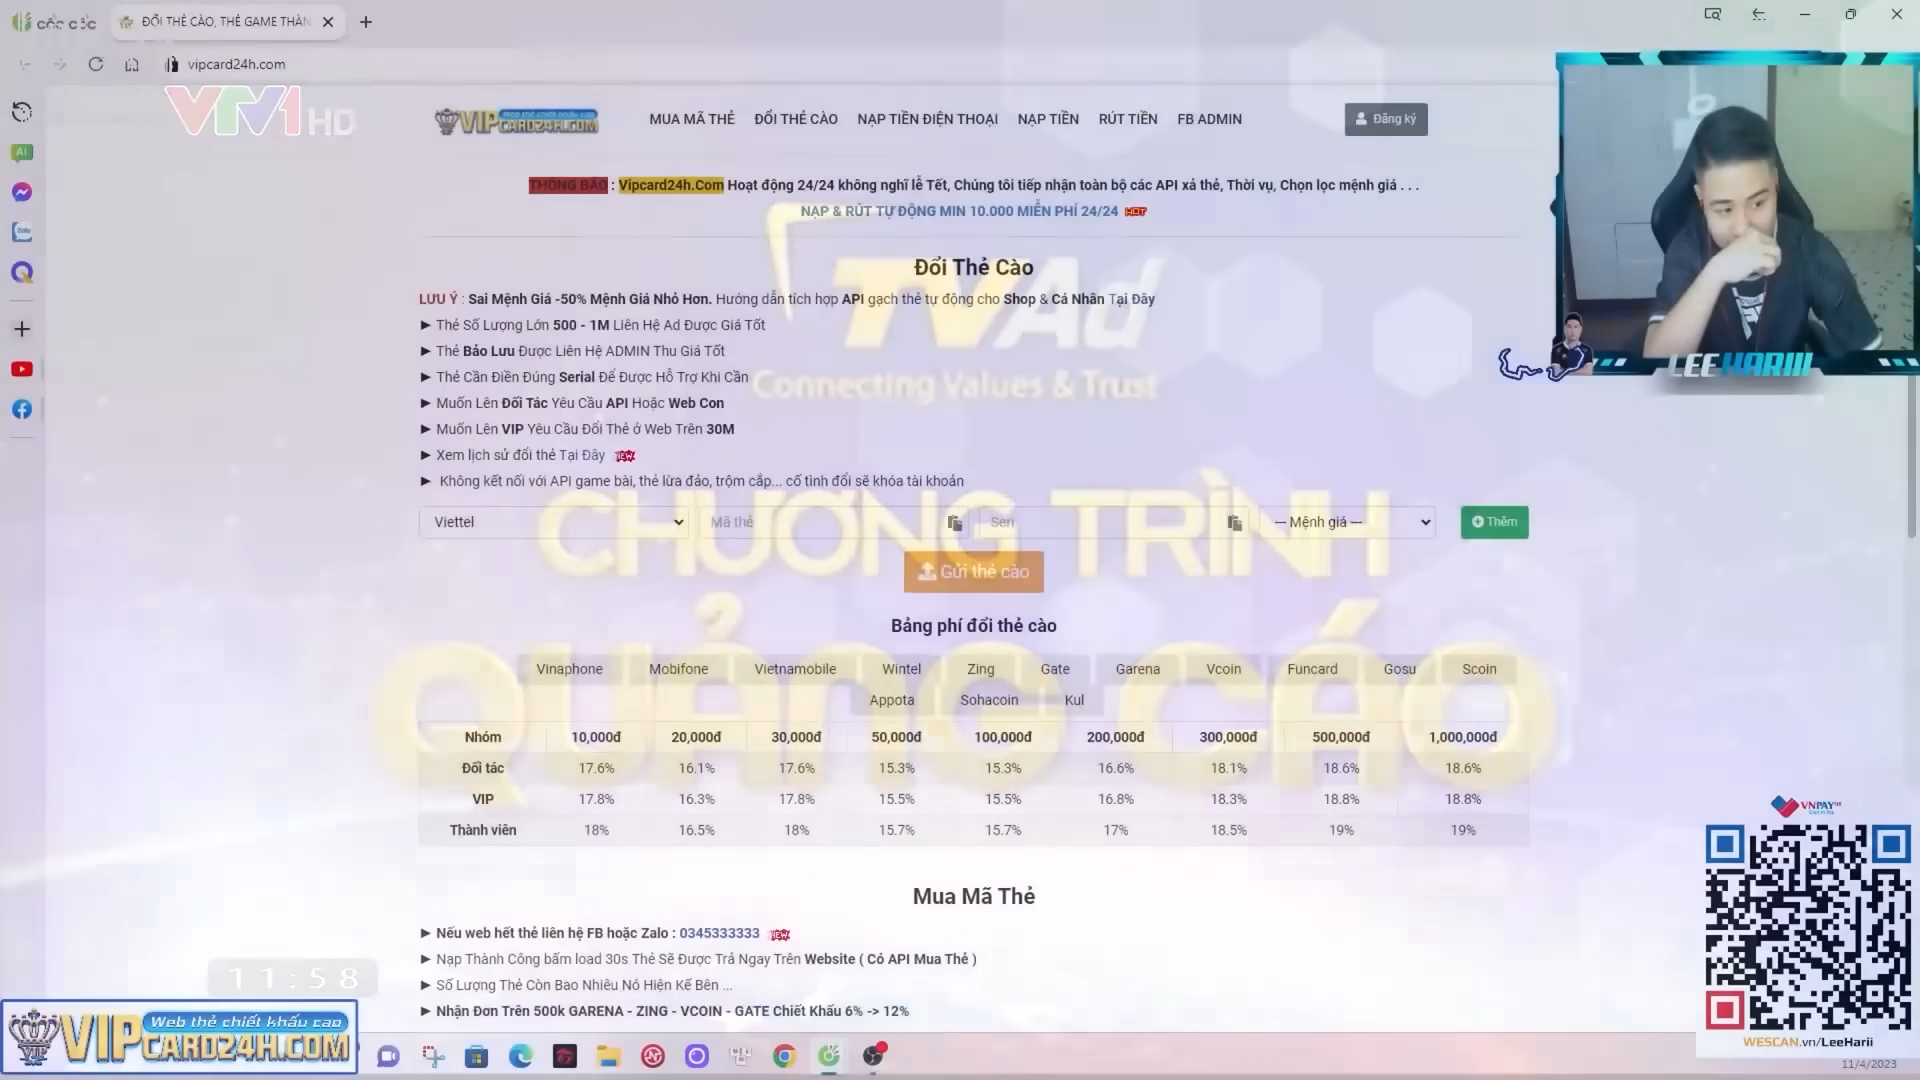 cốc cốc
ĐỔI THẺ CÀO, THẺ GAME THÀN
vipcard24h.com
VTV1 HD
VIPCARD24H.COM
MUA MÃ THẺ ĐỔI THẺ CÀO NẠP TIỀN ĐIỆN THOẠI NẠP TIỀN RÚT TIỀN FB ADMIN
Đăng ký
THÔNG BÁO : Vipcard24h.Com Hoạt động 24/24 không nghĩ lễ Tết, Chúng tôi tiếp nhận toàn bộ các API xả thẻ, Thời vụ, Chọn lọc mệnh giá . . .
NẠP & RÚT TỰ ĐỘNG MIN 10.000 MIỄN PHÍ 24/24 HOT
TVAd
Connecting Values & Trust
Đổi Thẻ Cào
LƯU Ý : Sai Mệnh Giá -50% Mệnh Giá Nhỏ Hơn. Hướng dẫn tích hợp API gạch thẻ tự động cho Shop & Cá Nhân Tại Đây
► Thẻ Số Lượng Lớn 500 - 1M Liên Hệ Ad Được Giá Tốt
► Thẻ Bảo Lưu Được Liên Hệ ADMIN Thu Giá Tốt
► Thẻ Cần Điền Đúng Serial Để Được Hỗ Trợ Khi Cần
► Muốn Lên Đối Tác Yêu Cầu API Hoặc Web Con
► Muốn Lên VIP Yêu Cầu Đổi Thẻ ở Web Trên 30M
► Xem lịch sử đổi thẻ Tại Đây NEW
► Không kết nối với API game bài, thẻ lừa đảo, trộm cắp... cố tình đổi sẽ khóa tài khoản
LEEHARIII
Viettel Mã thẻ Seri --- Mệnh giá --- Thêm
CHƯƠNG TRÌNH
QUẢNG CÁO
Gửi thẻ cào
Bảng phí đổi thẻ cào
Vinaphone Mobifone Vietnamobile Wintel Zing Gate Garena Vcoin Funcard Gosu Scoin
Appota Sohacoin Kul
Nhóm 10,000đ 20,000đ 30,000đ 50,000đ 100,000đ 200,000đ 300,000đ 500,000đ 1,000,000đ
Đối tác 17.6% 16.1% 17.6% 15.3% 15.3% 16.6% 18.1% 18.6% 18.6%
VIP 17.8% 16.3% 17.8% 15.5% 15.5% 16.8% 18.3% 18.8% 18.8%
Thành viên 18% 16.5% 18% 15.7% 15.7% 17% 18.5% 19% 19%
Mua Mã Thẻ
► Nếu web hết thẻ liên hệ FB hoặc Zalo : 0345333333 NEW
► Nạp Thành Công bấm load 30s Thẻ Sẽ Được Trả Ngay Trên Website ( Có API Mua Thẻ )
► Số Lượng Thẻ Còn Bao Nhiêu Nó Hiện Kế Bên ...
► Nhận Đơn Trên 500k GARENA - ZING - VCOIN - GATE Chiết Khấu 6% -> 12%
11:58
Web thẻ chiết khấu cao
VIPCARD24H.COM
VNPAY
WESCAN.vn/LeeHarii
11/4/2023